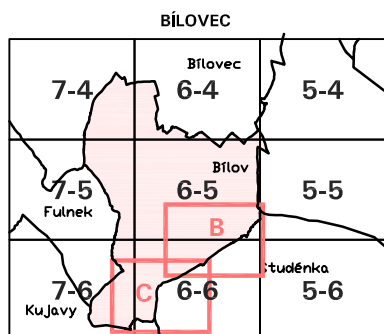 BÍLOVEC
Bílovec
7-4 6-4 5-4
Bílov
7-5 6-5 5-5
Fulnek
B
Studénka
7-6 C 6-6 5-6
Kujavy